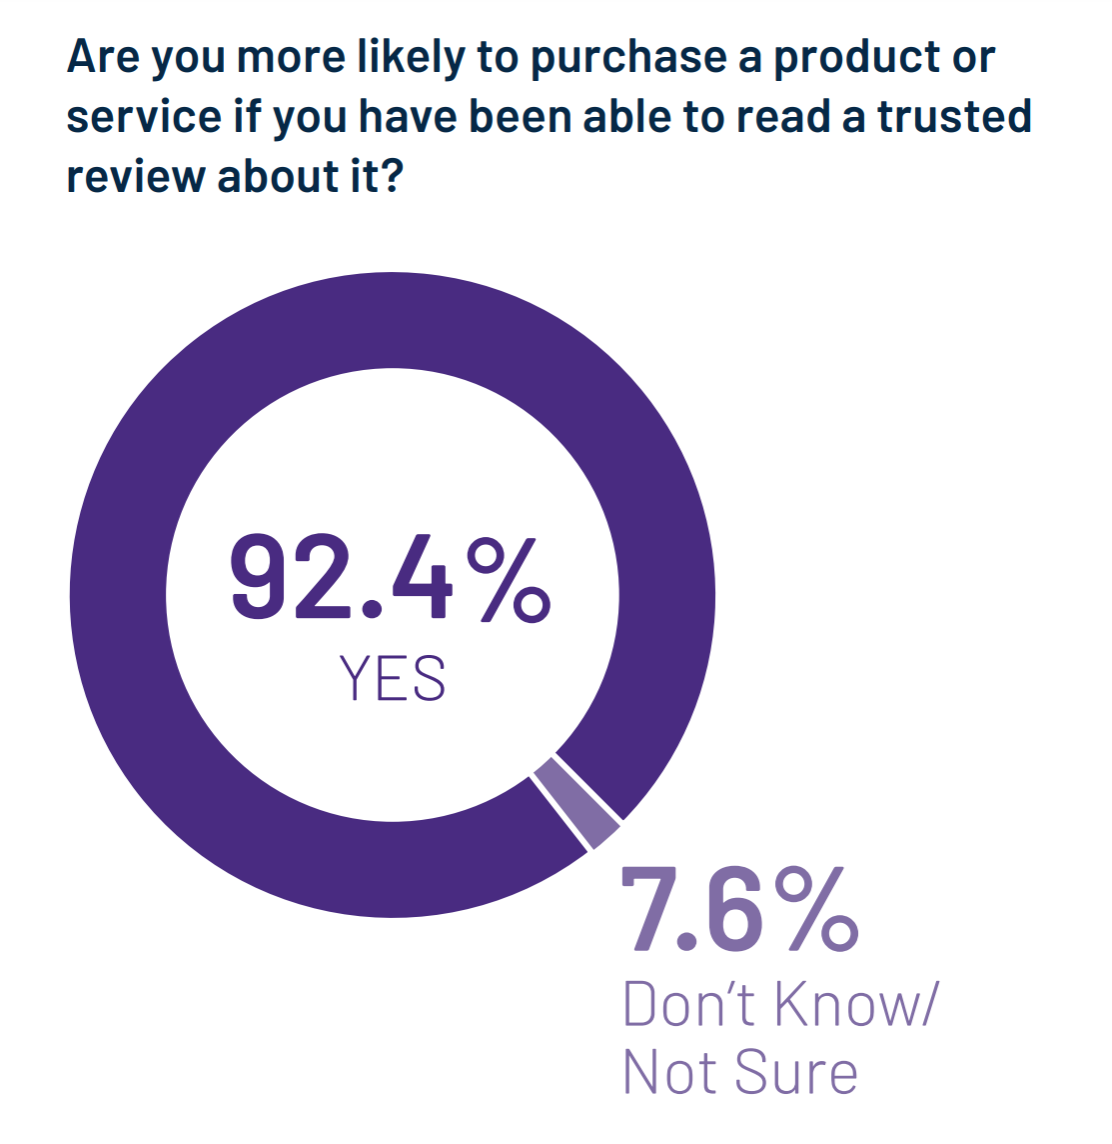 Are you more likely to purchase a product or
service if you have been able to read a trusted
review about it?
92.4%
YES
7.6%
Don't Know/
Not Sure